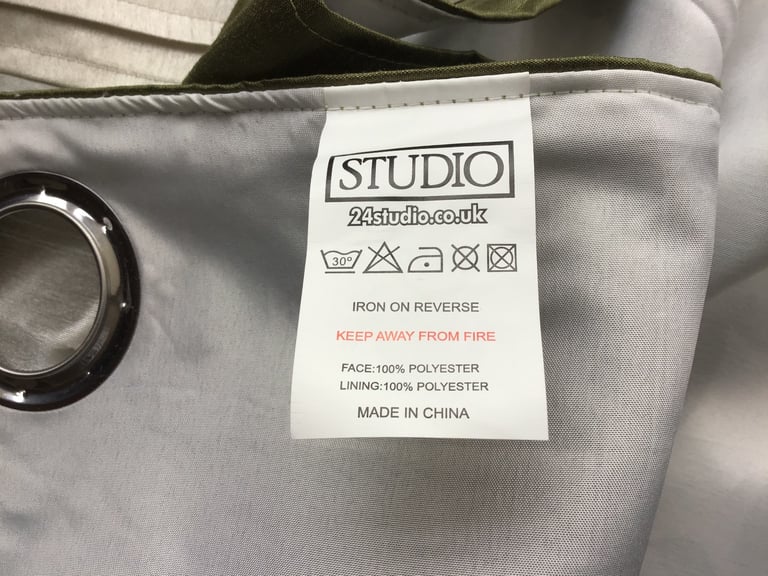 STUDIO
24studio.co.uk
30°
IRON ON REVERSE
KEEP AWAY FROM FIRE
FACE:100% POLYESTER
LINING:100% POLYESTER
MADE IN CHINA